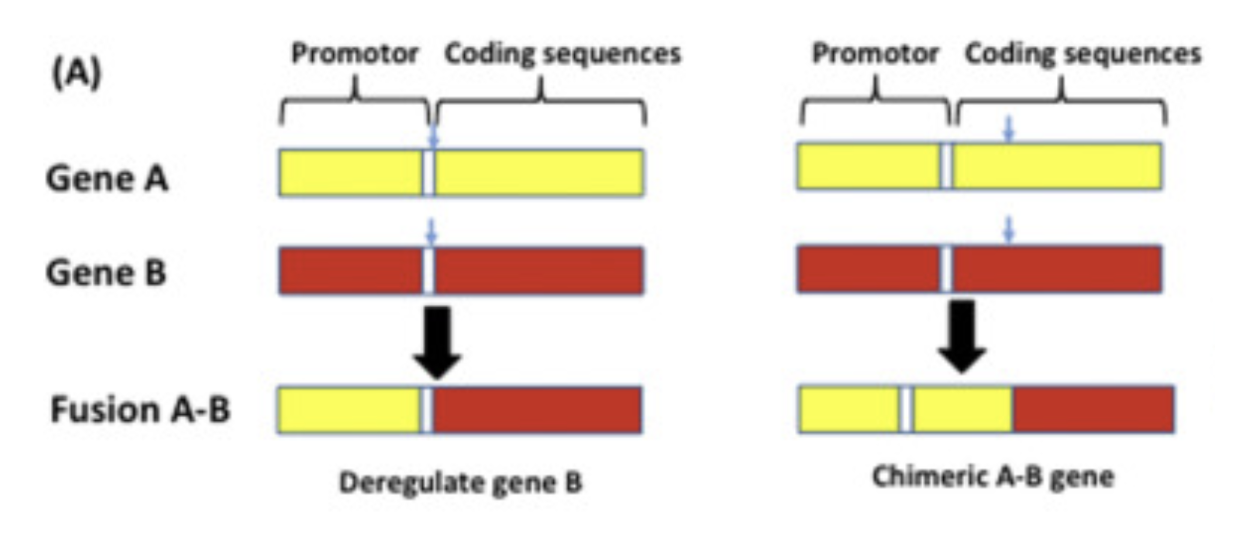 (A)
Promotor Coding sequences Promotor Coding sequences
Gene A
Gene B
Fusion A-B
Deregulate gene B Chimeric A-B gene